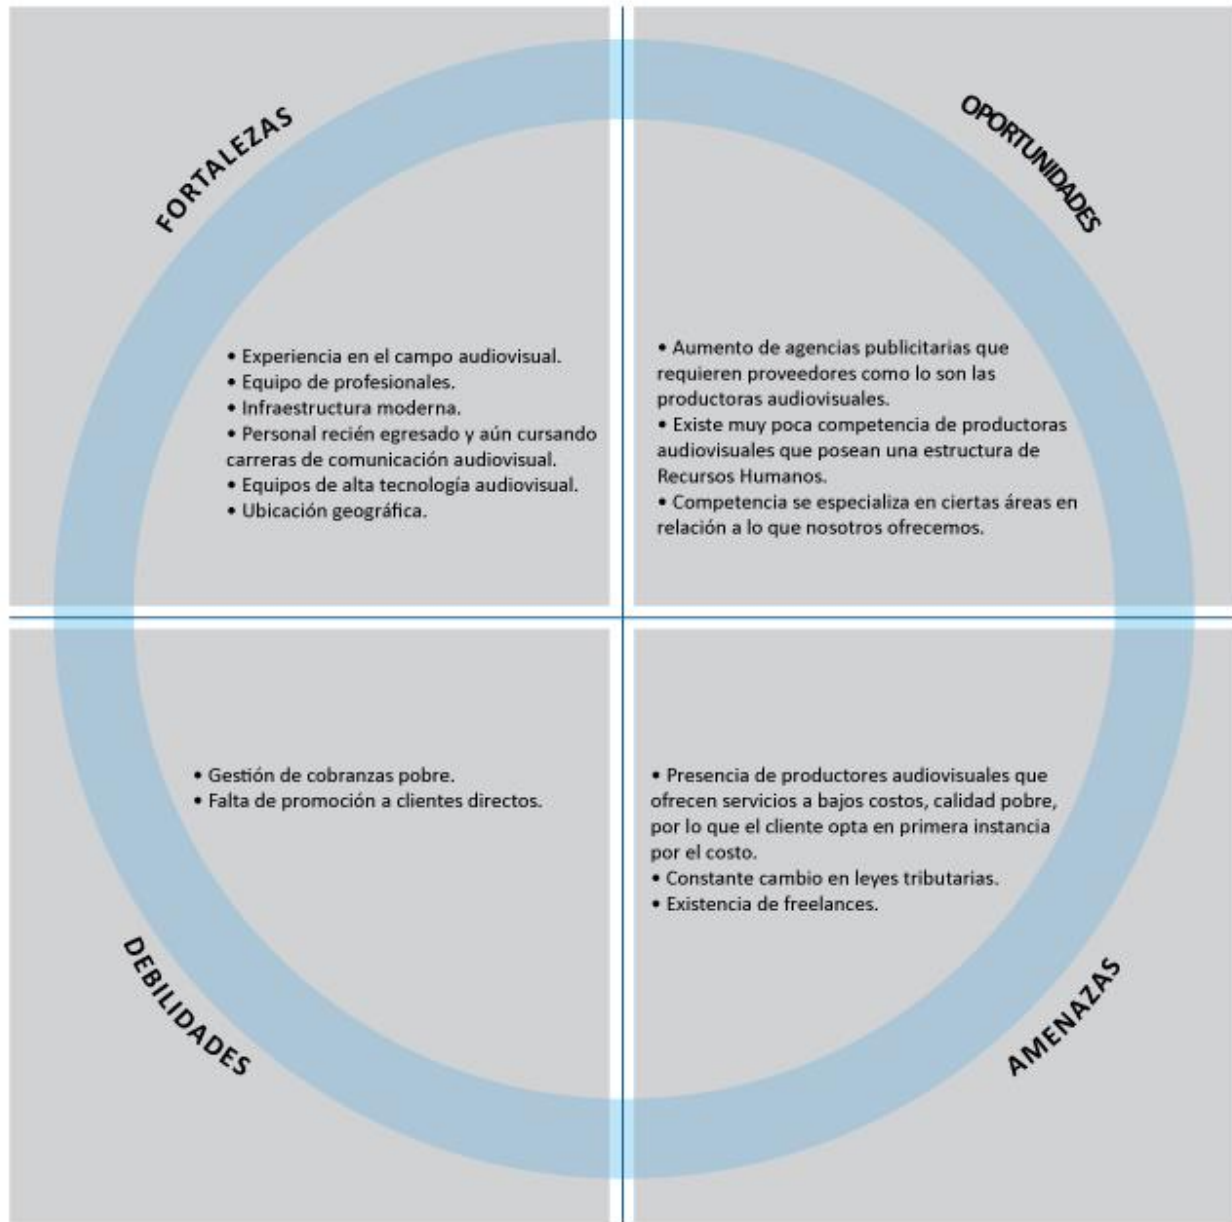 FORTALEZAS
• Experiencia en el campo audiovisual.
• Equipo de profesionales.
• Infraestructura moderna.
• Personal recién egresado y aún cursando
carreras de comunicación audiovisual.
• Equipos de alta tecnología audiovisual.
• Ubicación geográfica.
OPORTUNIDADES
• Aumento de agencias publicitarias que
requieren proveedores como lo son las
productoras audiovisuales.
• Existe muy poca competencia de productoras
audiovisuales que posean una estructura de
Recursos Humanos.
• Competencia se especializa en ciertas áreas en
relación a lo que nosotros ofrecemos.
• Gestión de cobranzas pobre.
• Falta de promoción a clientes directos.
DEBILIDADES
• Presencia de productores audiovisuales que
ofrecen servicios a bajos costos, calidad pobre,
por lo que el cliente opta en primera instancia
por el costo.
• Constante cambio en leyes tributarias.
• Existencia de freelances.
AMENAZAS